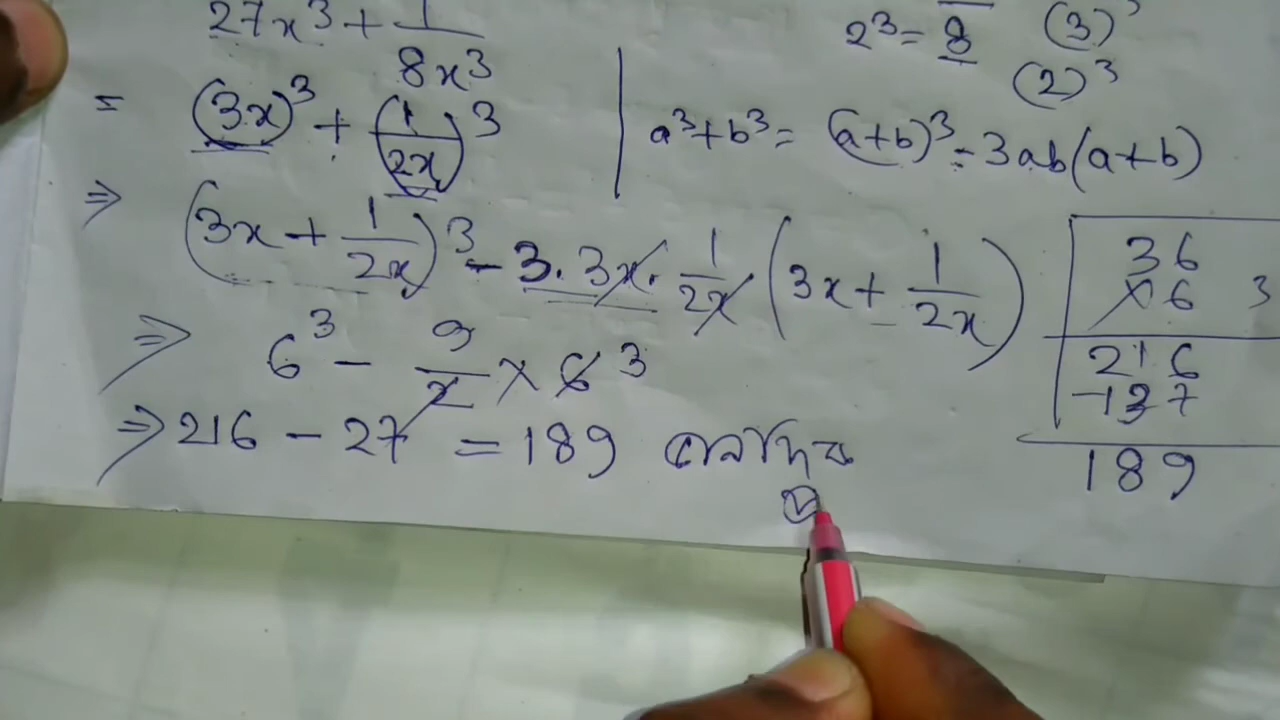 27x³ + 1/8x³
2³ = 8 (3)³
(2)³
= (3x)³ + (1/2x)³
a³+b³ = (a+b)³ - 3ab(a+b)
⇒ (3x + 1/2x)³ - 3 . 3x . 1/2x (3x + 1/2x)
⇒ 6³ - 9/2 × 6 3
⇒ 216 - 27 = 189
36
×6 3
216
-27
189